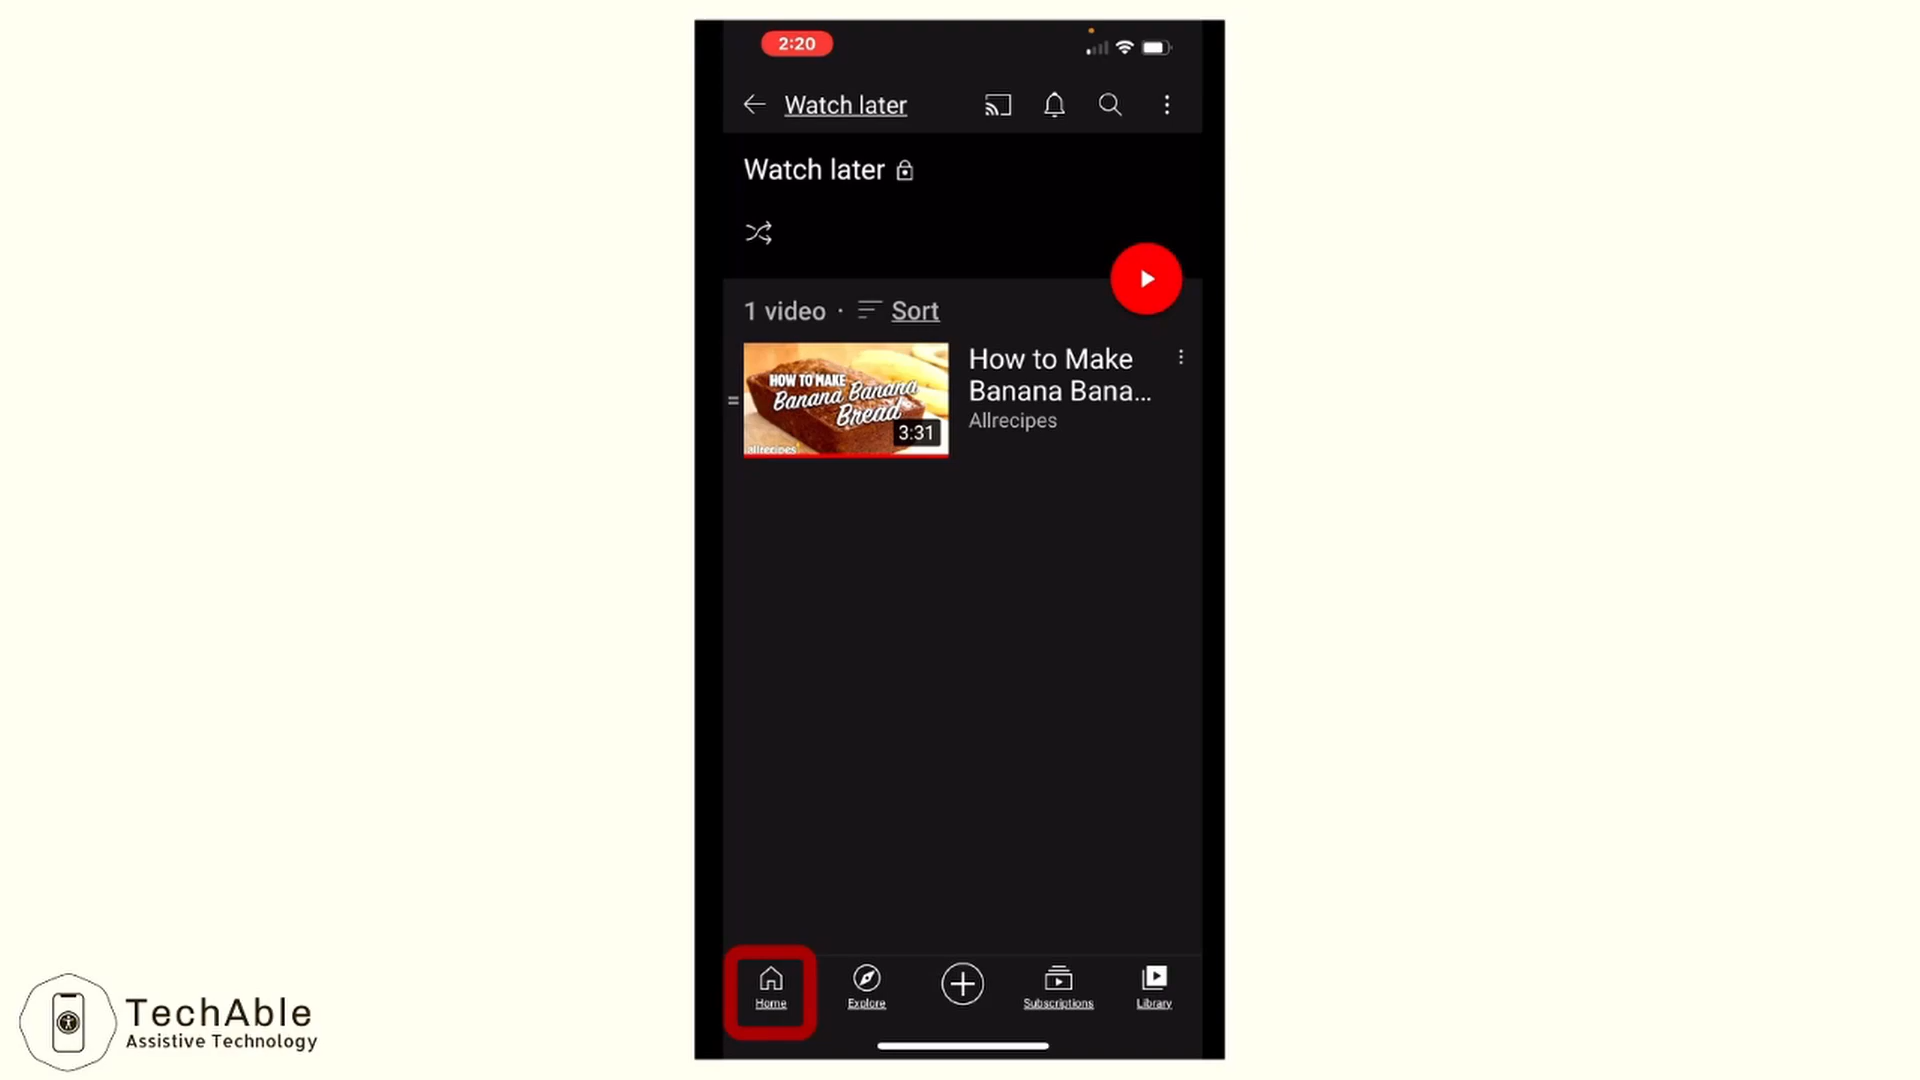 2:20
Watch later
Watch later
1 video · Sort
HOW TO MAKE
Banana Banana
Bread
3:31
allrecipes
How to Make
Banana Bana...
Allrecipes
Home
Explore
Subscriptions
Library
TechAble
Assistive Technology